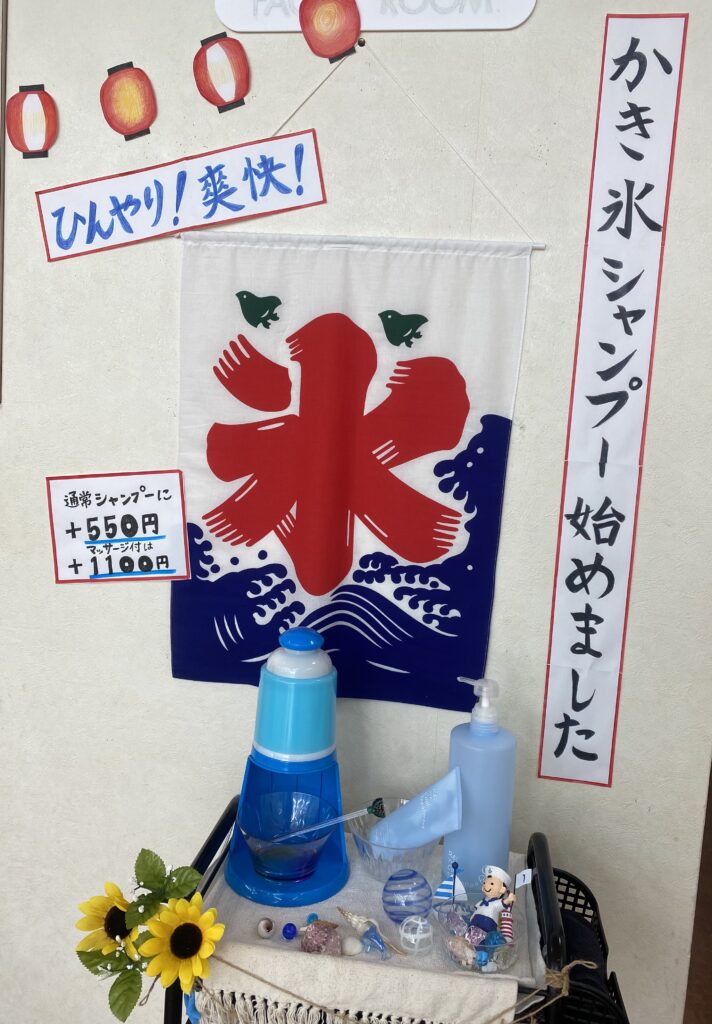 ROOM
かき氷シャンプー始めました
ひんやり!爽快!
氷
通常シャンプーに
+550円
マッサージ付は
+1100円